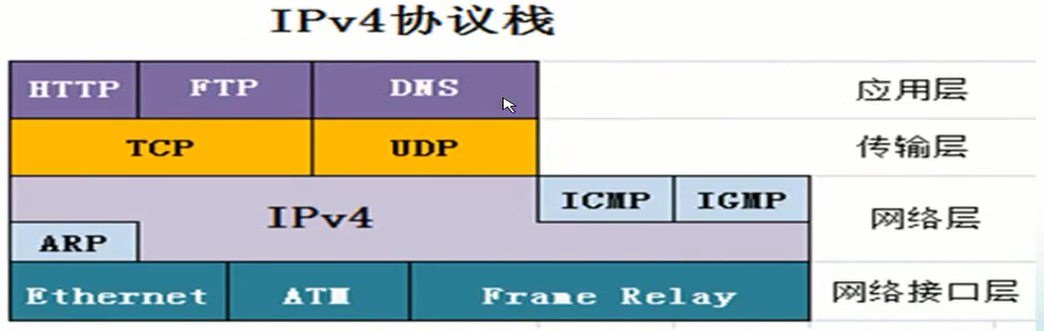 IPv4协议栈
HTTP FTP DNS 应用层
TCP UDP 传输层
ICMP IGMP
IPv4 网络层
ARP
Ethernet ATM Frame Relay 网络接口层